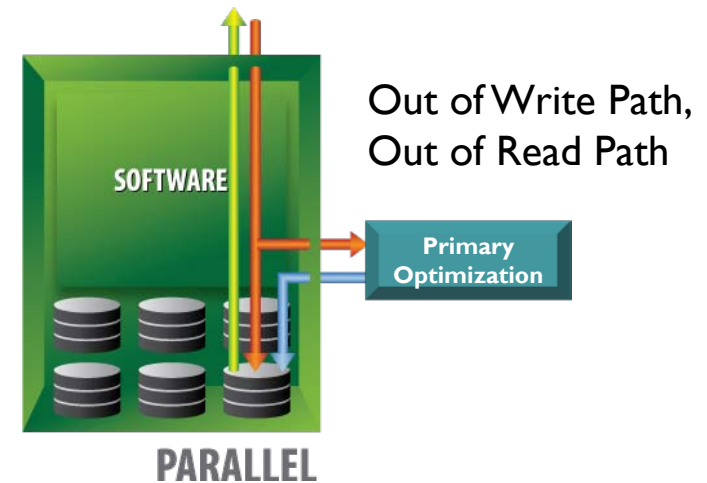 Out of Write Path,
Out of Read Path
SOFTWARE
Primary
Optimization
PARALLEL